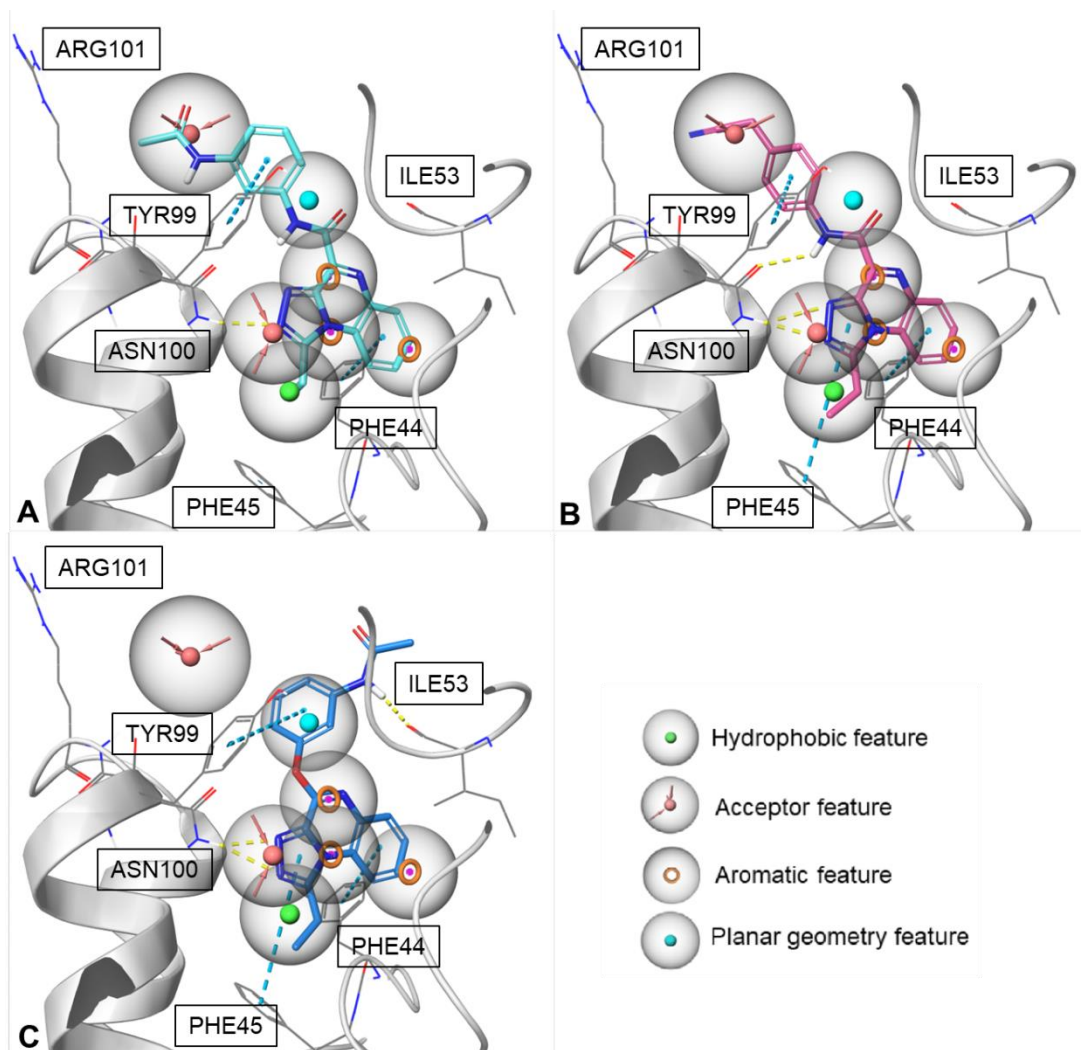 ARG101
ILE53
TYR99
ASN100
PHE44
PHE45
A
ARG101
ILE53
TYR99
ASN100
PHE44
PHE45
B
ARG101
ILE53
TYR99
ASN100
PHE44
PHE45
C
Hydrophobic feature
Acceptor feature
Aromatic feature
Planar geometry feature